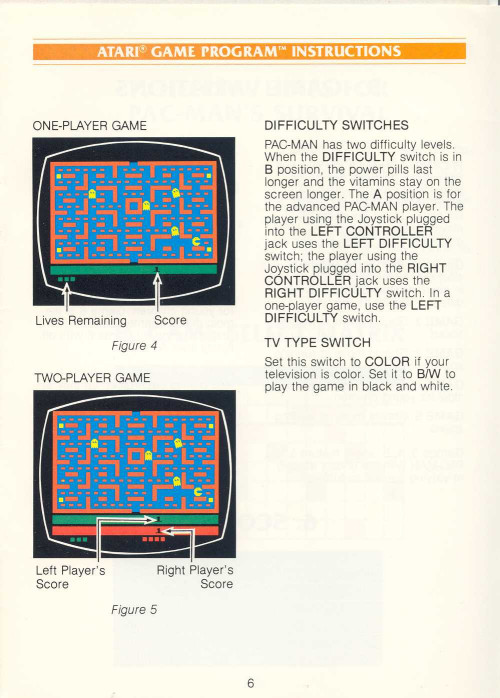 ATARI® GAME PROGRAM™ INSTRUCTIONS
ONE-PLAYER GAME
1
Lives Remaining
Score
Figure 4
TWO-PLAYER GAME
1
1
Left Player's
Score
Right Player's
Score
Figure 5
DIFFICULTY SWITCHES
PAC-MAN has two difficulty levels.
When the DIFFICULTY switch is in
B position, the power pills last
longer and the vitamins stay on the
screen longer. The A position is for
the advanced PAC-MAN player. The
player using the Joystick plugged
into the LEFT CONTROLLER
jack uses the LEFT DIFFICULTY
switch; the player using the
Joystick plugged into the RIGHT
CONTROLLER jack uses the
RIGHT DIFFICULTY switch. In a
one-player game, use the LEFT
DIFFICULTY switch.
TV TYPE SWITCH
Set this switch to COLOR if your
television is color. Set it to B/W to
play the game in black and white.
6